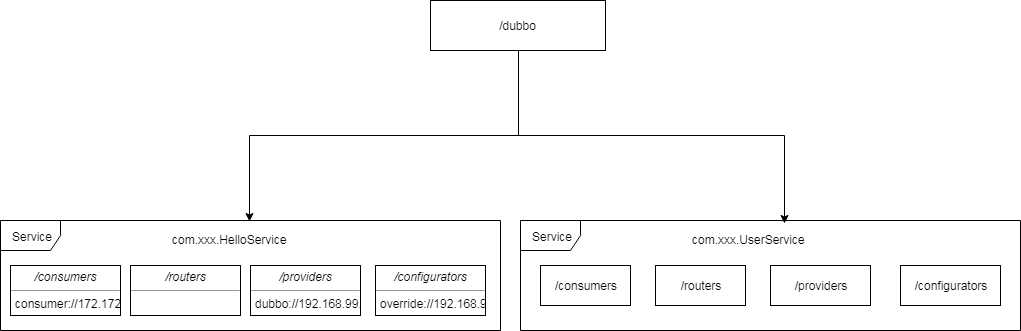 /dubbo
Service
com.xxx.HelloService
/consumers
/routers
/providers
/configurators
consumer://172.172
dubbo://192.168.99
override://192.168.9
Service
com.xxx.UserService
/consumers
/routers
/providers
/configurators